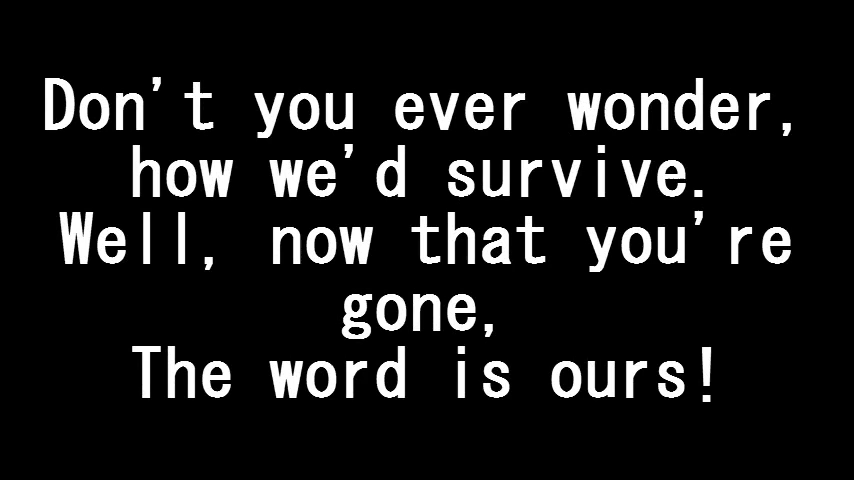 Don't you ever wonder,
how we'd survive.
Well, now that you're
gone,
The word is ours!